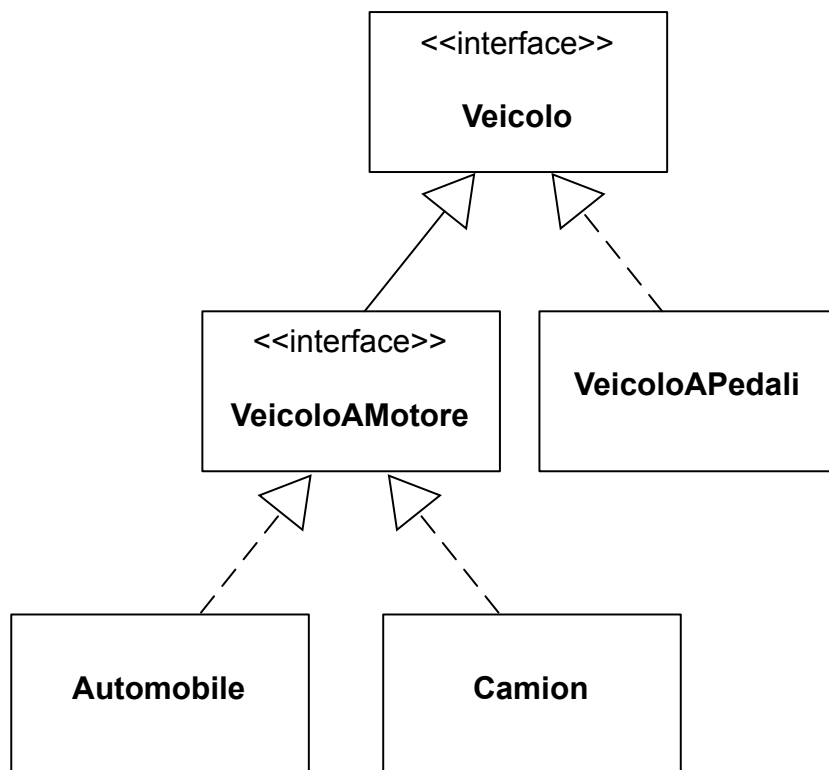 <<interface>>
Veicolo
<<interface>>
VeicoloAMotore
VeicoloAPedali
Automobile
Camion